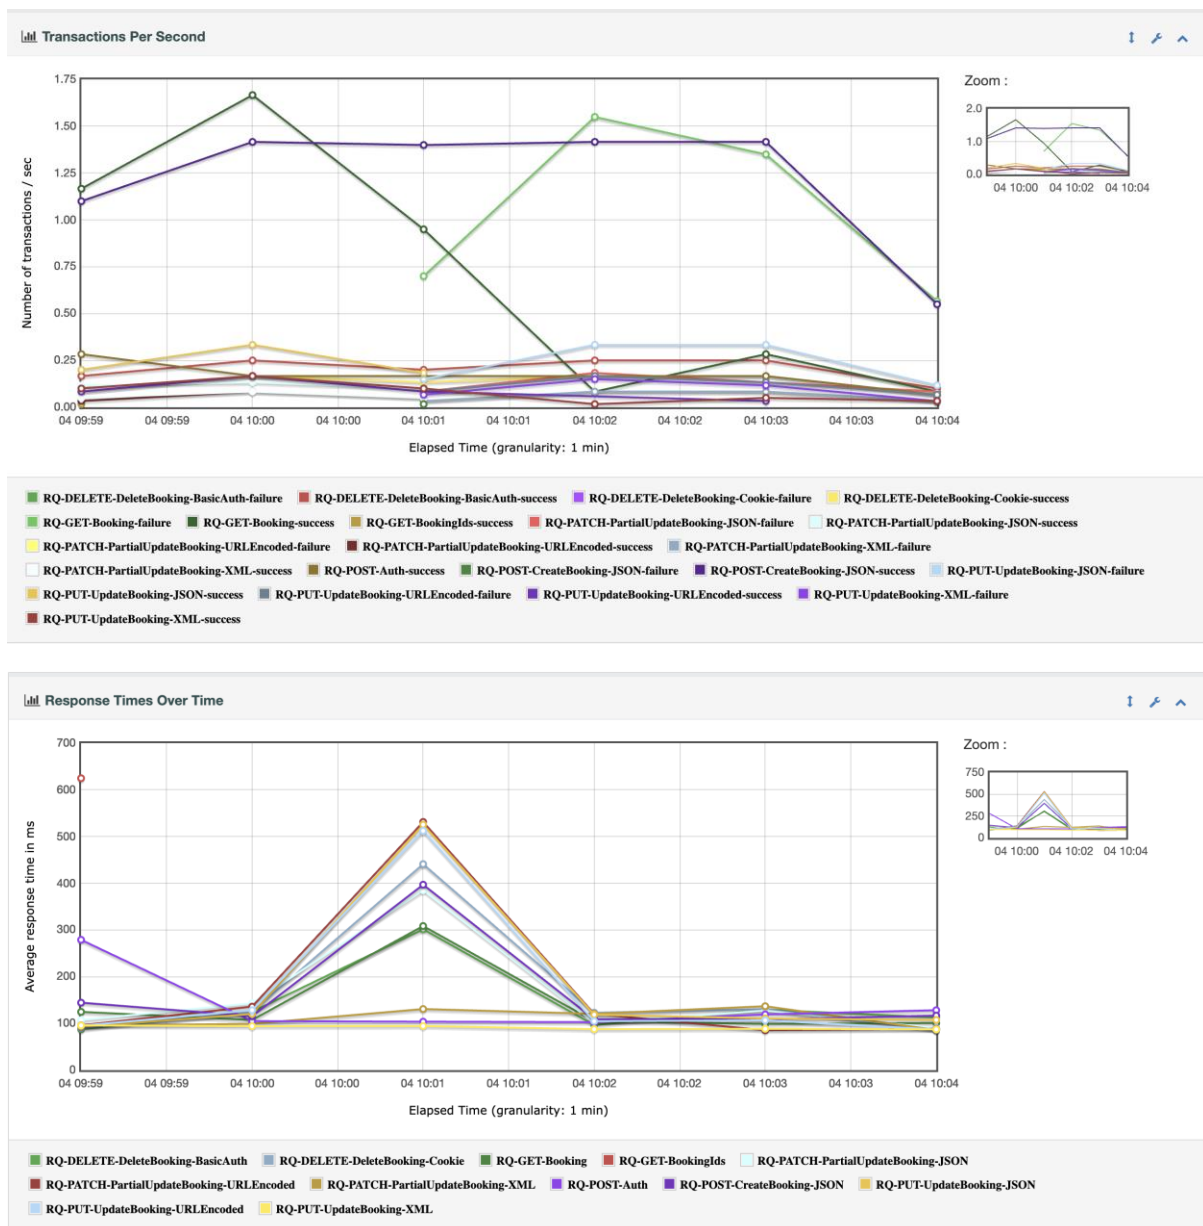 Transactions Per Second
Zoom :
1.75
1.50
1.25
1.00
0.75
0.50
0.25
0.00
Number of transactions / sec
04 09:59 04 09:59 04 10:00 04 10:00 04 10:01 04 10:01 04 10:02 04 10:02 04 10:03 04 10:03 04 10:04
Elapsed Time (granularity: 1 min)
2.0
1.0
0.0
04 10:00 04 10:02 04 10:04
RQ-DELETE-DeleteBooking-BasicAuth-failure RQ-DELETE-DeleteBooking-BasicAuth-success RQ-DELETE-DeleteBooking-Cookie-failure RQ-DELETE-DeleteBooking-Cookie-success
RQ-GET-Booking-failure RQ-GET-Booking-success RQ-GET-BookingIds-success RQ-PATCH-PartialUpdateBooking-JSON-failure RQ-PATCH-PartialUpdateBooking-JSON-success
RQ-PATCH-PartialUpdateBooking-URLEncoded-failure RQ-PATCH-PartialUpdateBooking-URLEncoded-success RQ-PATCH-PartialUpdateBooking-XML-failure
RQ-PATCH-PartialUpdateBooking-XML-success RQ-POST-Auth-success RQ-POST-CreateBooking-JSON-failure RQ-POST-CreateBooking-JSON-success RQ-PUT-UpdateBooking-JSON-failure
RQ-PUT-UpdateBooking-JSON-success RQ-PUT-UpdateBooking-URLEncoded-failure RQ-PUT-UpdateBooking-URLEncoded-success RQ-PUT-UpdateBooking-XML-failure
RQ-PUT-UpdateBooking-XML-success
Response Times Over Time
Zoom :
700
600
500
400
300
200
100
0
Average response time in ms
04 09:59 04 09:59 04 10:00 04 10:00 04 10:01 04 10:01 04 10:02 04 10:02 04 10:03 04 10:03 04 10:04
Elapsed Time (granularity: 1 min)
750
500
250
0
04 10:00 04 10:02 04 10:04
RQ-DELETE-DeleteBooking-BasicAuth RQ-DELETE-DeleteBooking-Cookie RQ-GET-Booking RQ-GET-BookingIds RQ-PATCH-PartialUpdateBooking-JSON
RQ-PATCH-PartialUpdateBooking-URLEncoded RQ-PATCH-PartialUpdateBooking-XML RQ-POST-Auth RQ-POST-CreateBooking-JSON RQ-PUT-UpdateBooking-JSON
RQ-PUT-UpdateBooking-URLEncoded RQ-PUT-UpdateBooking-XML